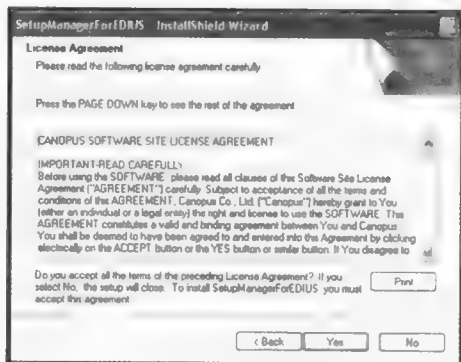 SetupManagerForEDIUS InstallShield Wizard
License Agreement
Please read the following license agreement carefully
Press the PAGE DOWN key to see the rest of the agreement
CANOPUS SOFTWARE SITE LICENSE AGREEMENT
IMPORTANT-READ CAREFULLY:
Before using the SOFTWARE please read all clauses of this Software Site License
Agreement ("AGREEMENT") carefully Subject to acceptance of all the terms and
conditions of this AGREEMENT, Canopus Co., Ltd. ("Canopus") hereby grant to You
(either an individual or a legal entity) the right and license to use the SOFTWARE This
AGREEMENT constitutes a valid and binding agreement between You and Canopus
You shall be deemed to have been agreed to and entered into this Agreement by clicking
electrically on the ACCEPT button or the YES button or similar button If You disagree to
Do you accept all the terms of the preceding License Agreement? If you
select No, the setup will close. To install SetupManagerForEDIUS you must
accept this agreement
Print
< Back
Yes
No